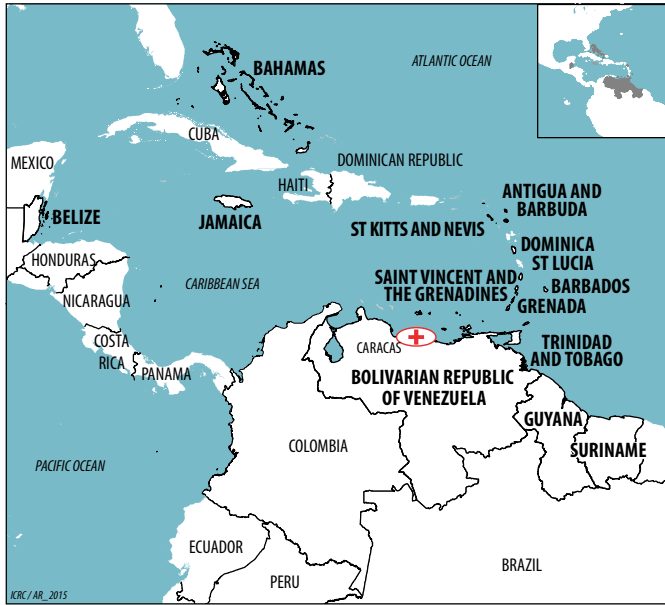 BAHAMAS
ATLANTIC OCEAN
CUBA
MEXICO
DOMINICAN REPUBLIC
HAITI
BELIZE
JAMAICA
ANTIGUA AND
BARBUDA
ST KITTS AND NEVIS
HONDURAS
DOMINICA
ST LUCIA
CARIBBEAN SEA
SAINT VINCENT AND
THE GRENADINES
BARBADOS
GRENADA
NICARAGUA
COSTA
RICA
PANAMA
CARACAS
TRINIDAD
AND TOBAGO
BOLIVARIAN REPUBLIC
OF VENEZUELA
GUYANA
COLOMBIA
SURINAME
PACIFIC OCEAN
ECUADOR
PERU
BRAZIL
ICRC / AR_2015